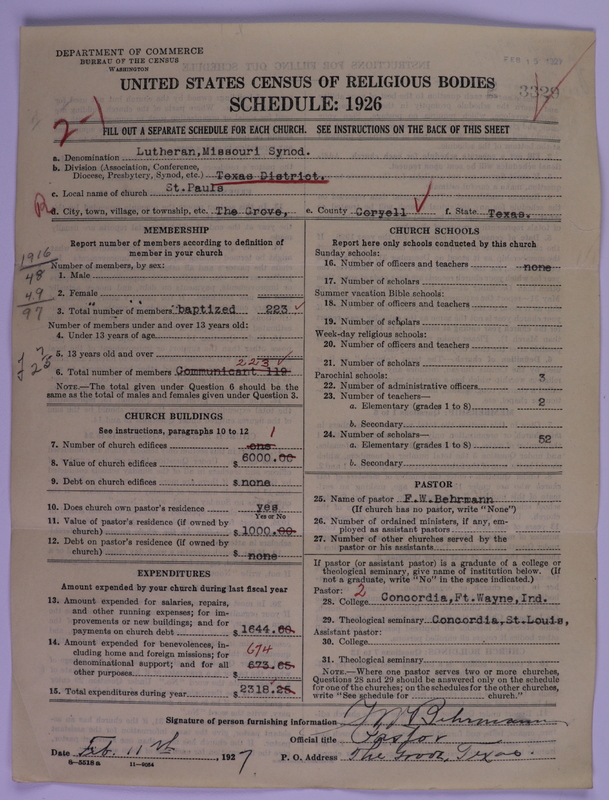 DEPARTMENT OF COMMERCE
BUREAU OF THE CENSUS
WASHINGTON
UNITED STATES CENSUS OF RELIGIOUS BODIES
SCHEDULE: 1926
3329
2-1
FILL OUT A SEPARATE SCHEDULE FOR EACH CHURCH. SEE INSTRUCTIONS ON THE BACK OF THIS SHEET
a. Denomination Lutheran,Missouri Synod.
b. Division (Association, Conference,
Diocese, Presbytery, Synod, etc.) Texas District.
c. Local name of church St.Pauls
d. City, town, village, or township, etc. The Grove, e. County Coryell f. State Texas.
MEMBERSHIP
Report number of members according to definition of
member in your church
1916
48
49
97
Number of members, by sex:
1. Male
2. Female
3. Total number of members baptized 223
Number of members under and over 13 years old:
4. Under 13 years of age
5. 13 years old and over
223
6. Total number of members Communicant 119
NOTE.—The total given under Question 6 should be
the same as the total of males and females given under Question 3.
CHURCH BUILDINGS
See instructions, paragraphs 10 to 12
7. Number of church edifices one 1
8. Value of church edifices $ 6000.00
9. Debt on church edifices $ none
10. Does church own pastor's residence yes
Yes or No
11. Value of pastor's residence (if owned by
church) $ 1000.00
12. Debt on pastor's residence (if owned by
church) $ none
EXPENDITURES
Amount expended by your church during last fiscal year
13. Amount expended for salaries, repairs,
and other running expenses; for im-
provements or new buildings; and for
payments on church debt $ 1644.60
14. Amount expended for benevolences, in-
cluding home and foreign missions; for
denominational support; and for all
other purposes 674 673.65
15. Total expenditures during year $ 2318.25
CHURCH SCHOOLS
Report here only schools conducted by this church
Sunday schools:
16. Number of officers and teachers none
17. Number of scholars
Summer vacation Bible schools:
18. Number of officers and teachers
19. Number of scholars
Week-day religious schools:
20. Number of officers and teachers
21. Number of scholars
Parochial schools:
22. Number of administrative officers 3
23. Number of teachers—
a. Elementary (grades 1 to 8) 2
b. Secondary
24. Number of scholars—
a. Elementary (grades 1 to 8) 52
b. Secondary
PASTOR
25. Name of pastor F.W.Behrmann
(If church has no pastor, write "None")
26. Number of ordained ministers, if any, em-
ployed as assistant pastors
27. Number of other churches served by the
pastor or his assistants
If pastor (or assistant pastor) is a graduate of a college or
theological seminary, give name of institution below. (If
not a graduate, write "No" in the space indicated.)
Pastor: 2
28. College Concordia,Ft.Wayne,Ind.
29. Theological seminary Concordia,St.Louis,
Assistant pastor:
30. College
31. Theological seminary
NOTE.—Where one pastor serves two or more churches,
Questions 28 and 29 should be answered only on the schedule
for one of the churches; on the schedules for the other churches,
write "See schedule for church."
Signature of person furnishing information F. W. Behrmann
Official title Pastor
Date Feb. 11th, 1927 P. O. Address The Grove, Texas.
8-5518a 11-9084